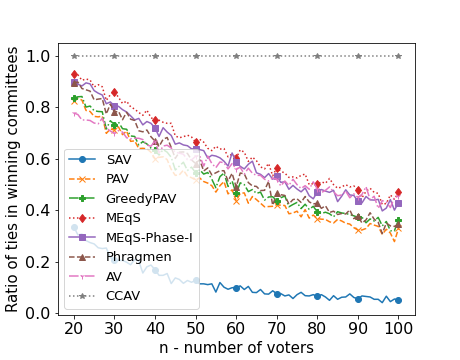 Ratio of ties in winning committees
1.0
0.8
0.6
0.4
0.2
0.0
SAV
PAV
GreedyPAV
MEqS
MEqS-Phase-I
Phragmen
AV
CCAV
20 30 40 50 60 70 80 90 100
n - number of voters